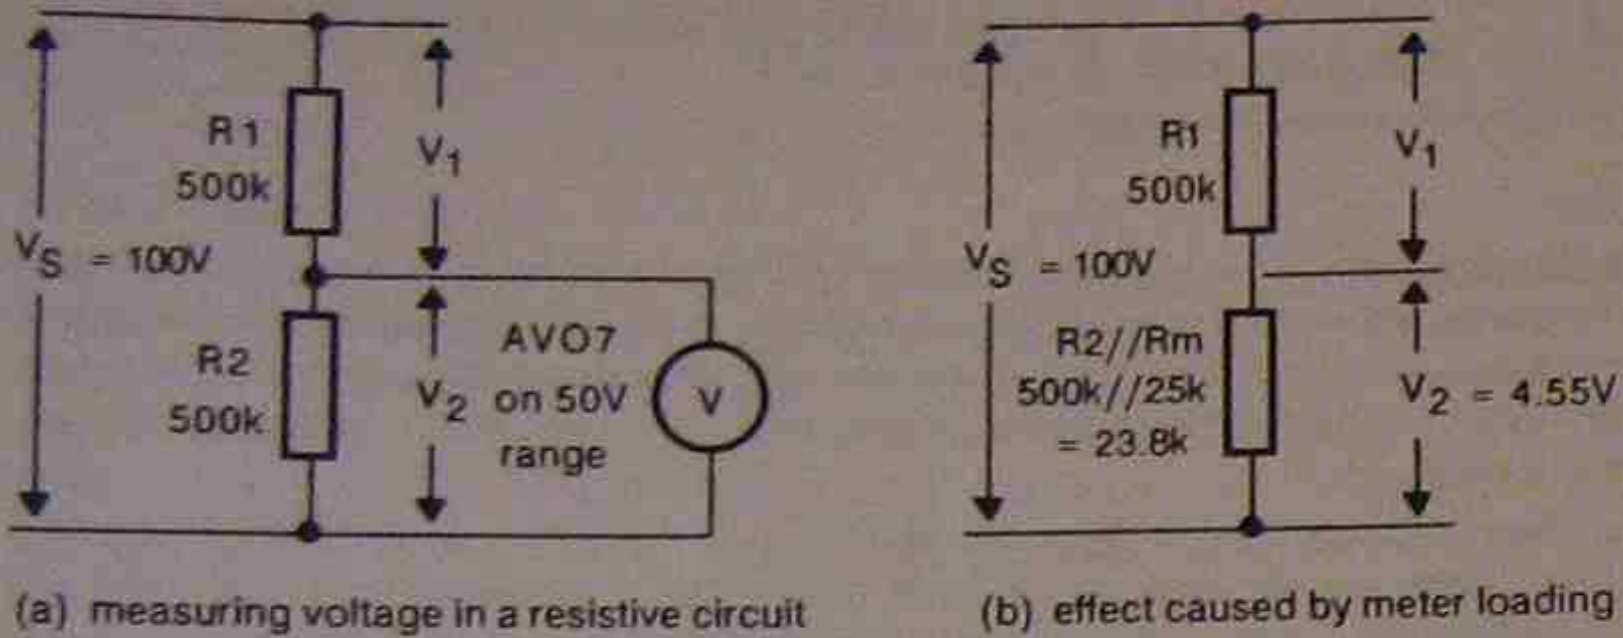 R1
500k
V1
VS = 100V
R2
500k
V2
AVO7
on 50V
range
V
(a) measuring voltage in a resistive circuit
R1
500k
V1
VS = 100V
R2//Rm
500k//25k
= 23.8k
V2 = 4.55V
(b) effect caused by meter loading